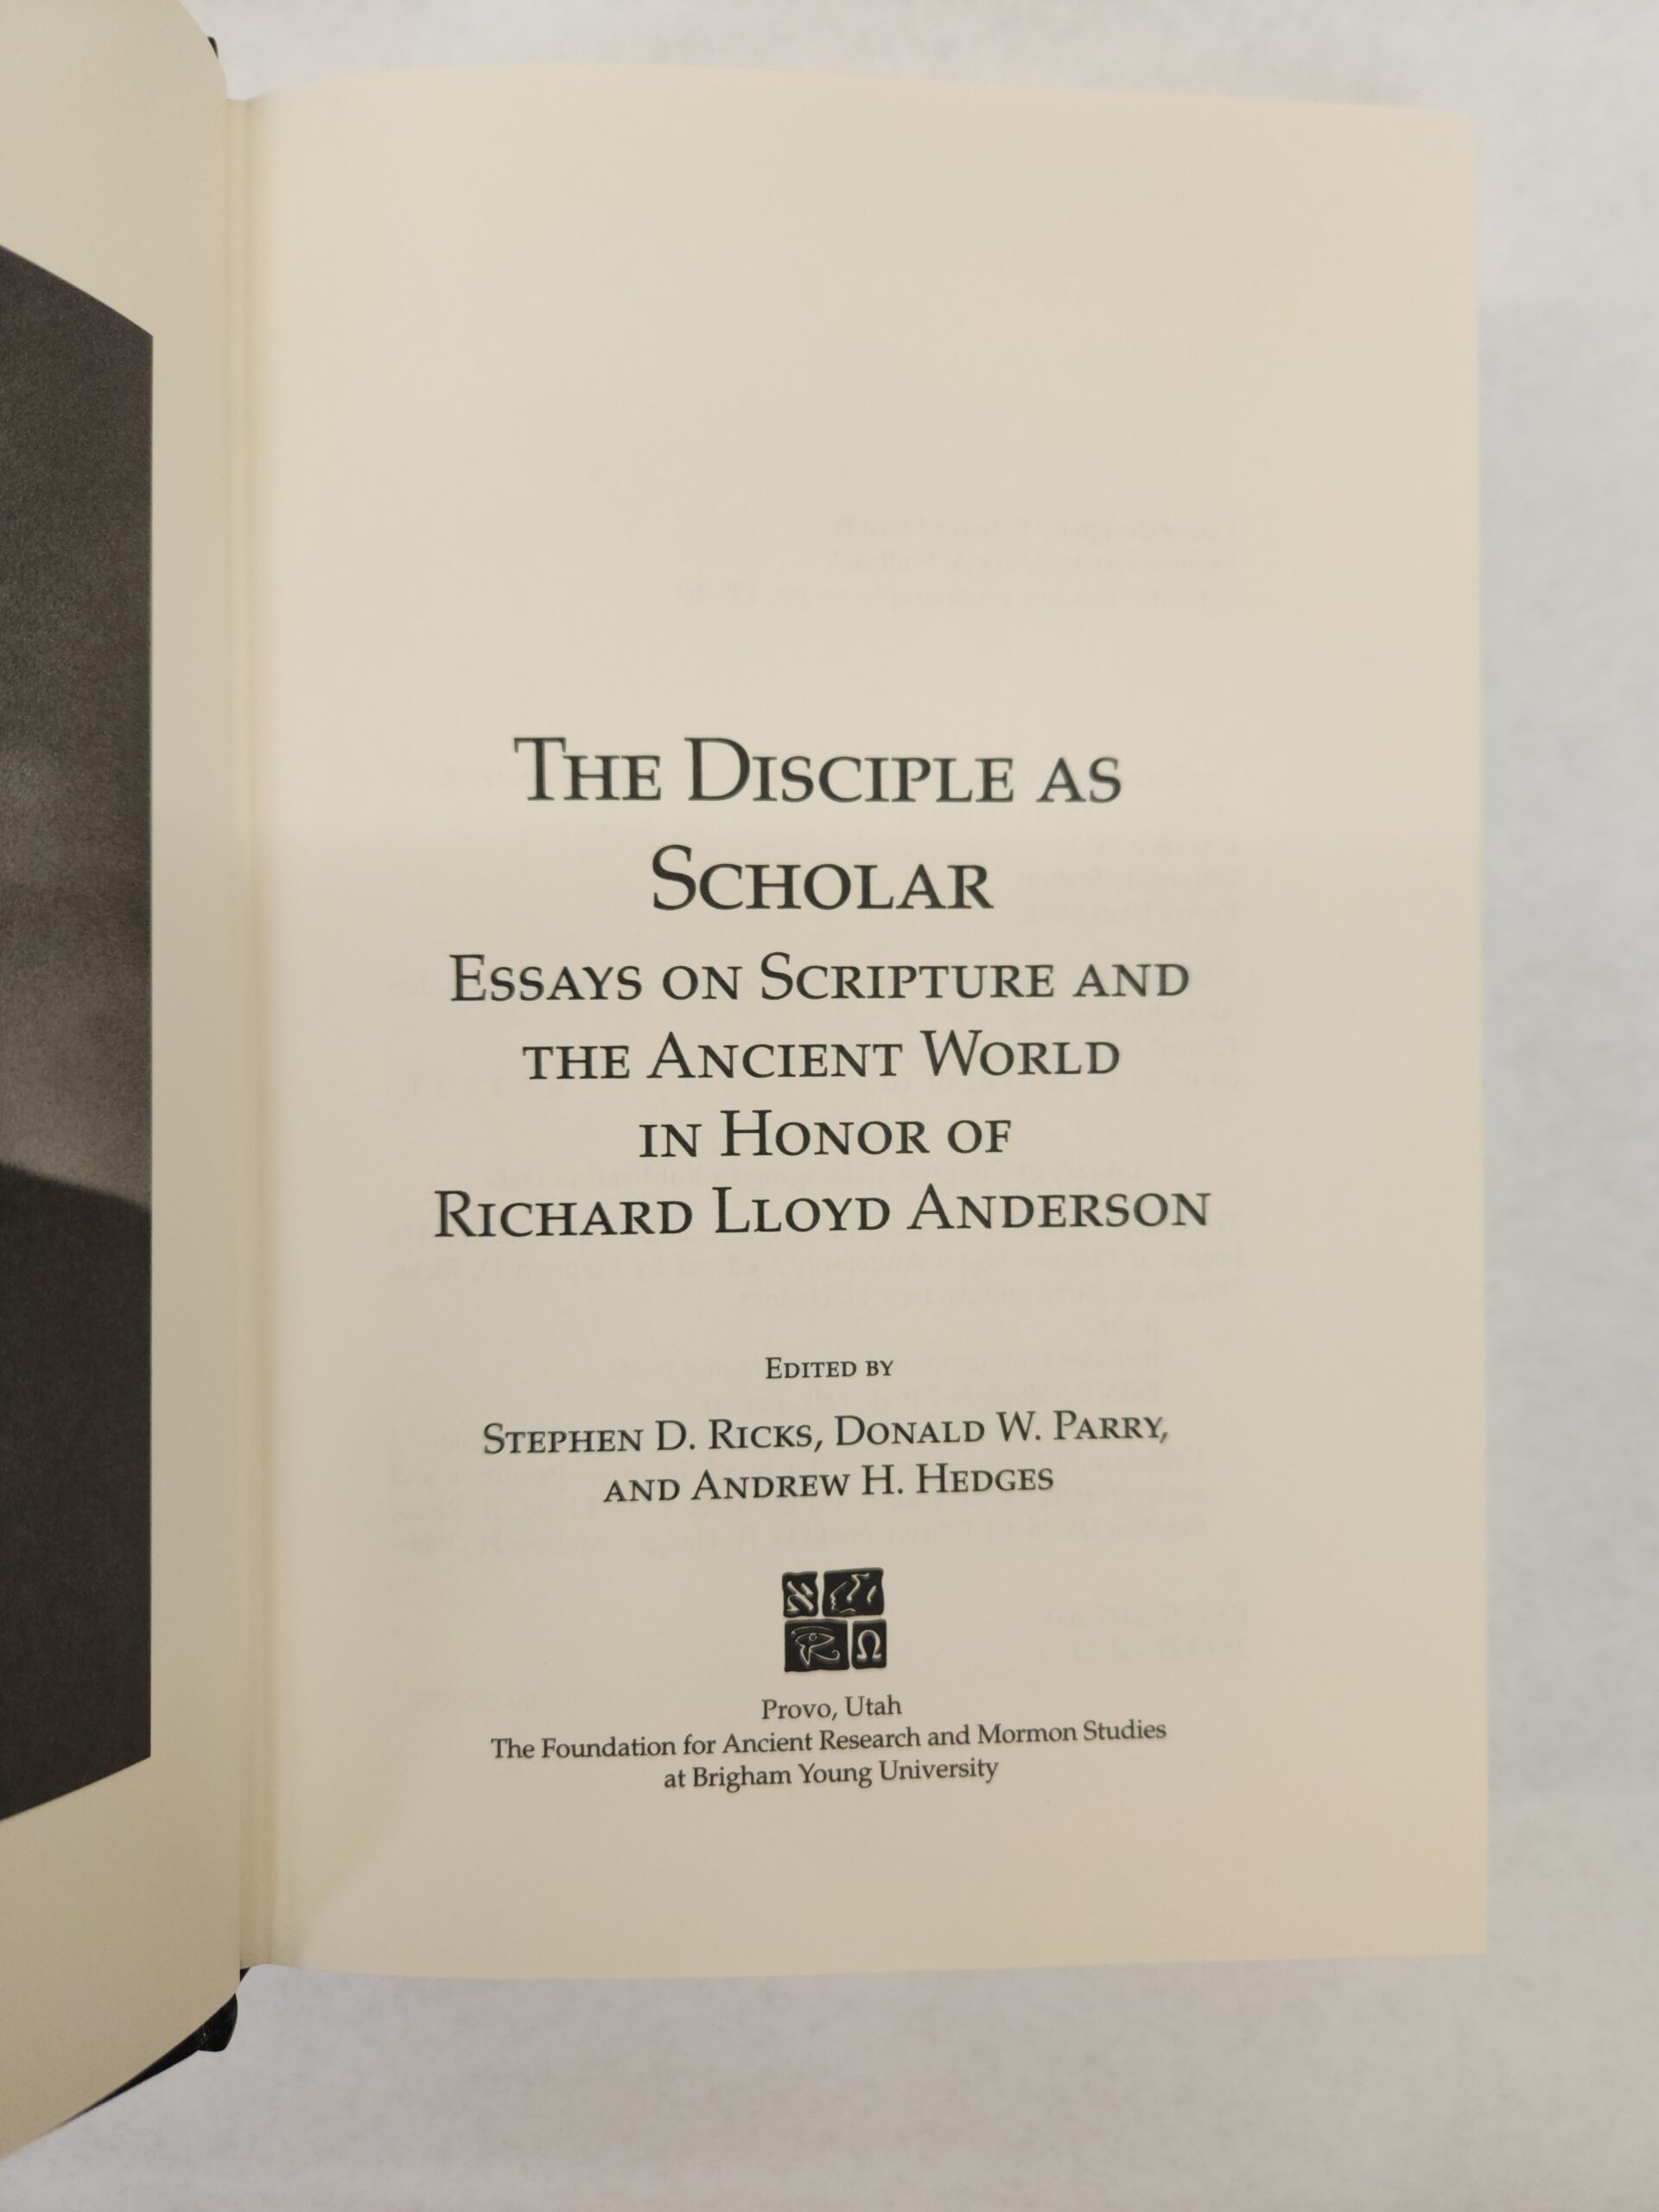 The Disciple as
Scholar
Essays on Scripture and
the Ancient World
in Honor of
Richard Lloyd Anderson
Edited by
Stephen D. Ricks, Donald W. Parry,
and Andrew H. Hedges
א
Ω
Provo, Utah
The Foundation for Ancient Research and Mormon Studies
at Brigham Young University